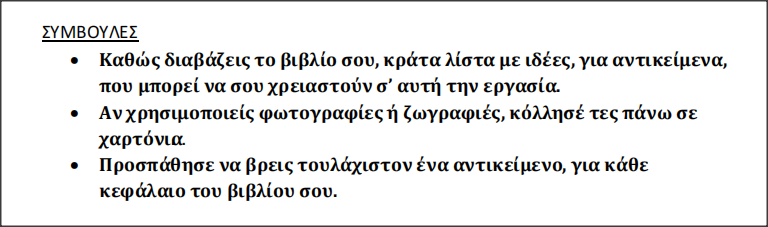 ΣΥΜΒΟΥΛΕΣ
• Καθώς διαβάζεις το βιβλίο σου, κράτα λίστα με ιδέες, για αντικείμενα,
που μπορεί να σου χρειαστούν σ’ αυτή την εργασία.
• Αν χρησιμοποιείς φωτογραφίες ή ζωγραφιές, κόλλησέ τες πάνω σε
χαρτόνια.
• Προσπάθησε να βρεις τουλάχιστον ένα αντικείμενο, για κάθε
κεφάλαιο του βιβλίου σου.